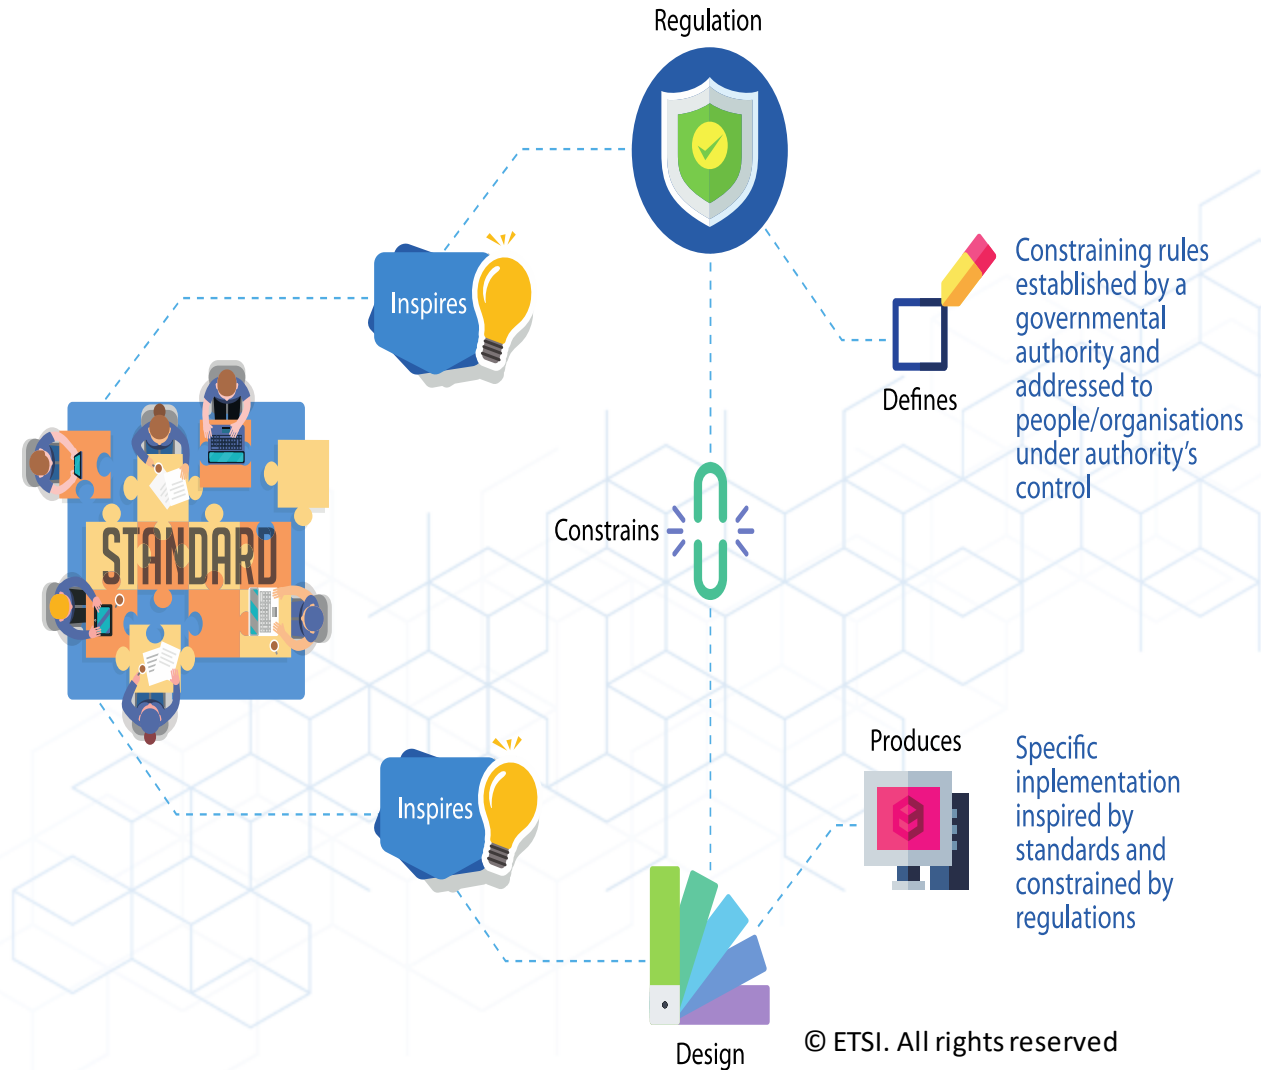 Regulation
Inspires
Constraining rules
established by a
governmental
authority and
addressed to
people/organisations
under authority's
control
Defines
STANDARD
Constrains
Inspires
Produces
Specific
inplementation
inspired by
standards and
constrained by
regulations
Design
© ETSI. All rights reserved